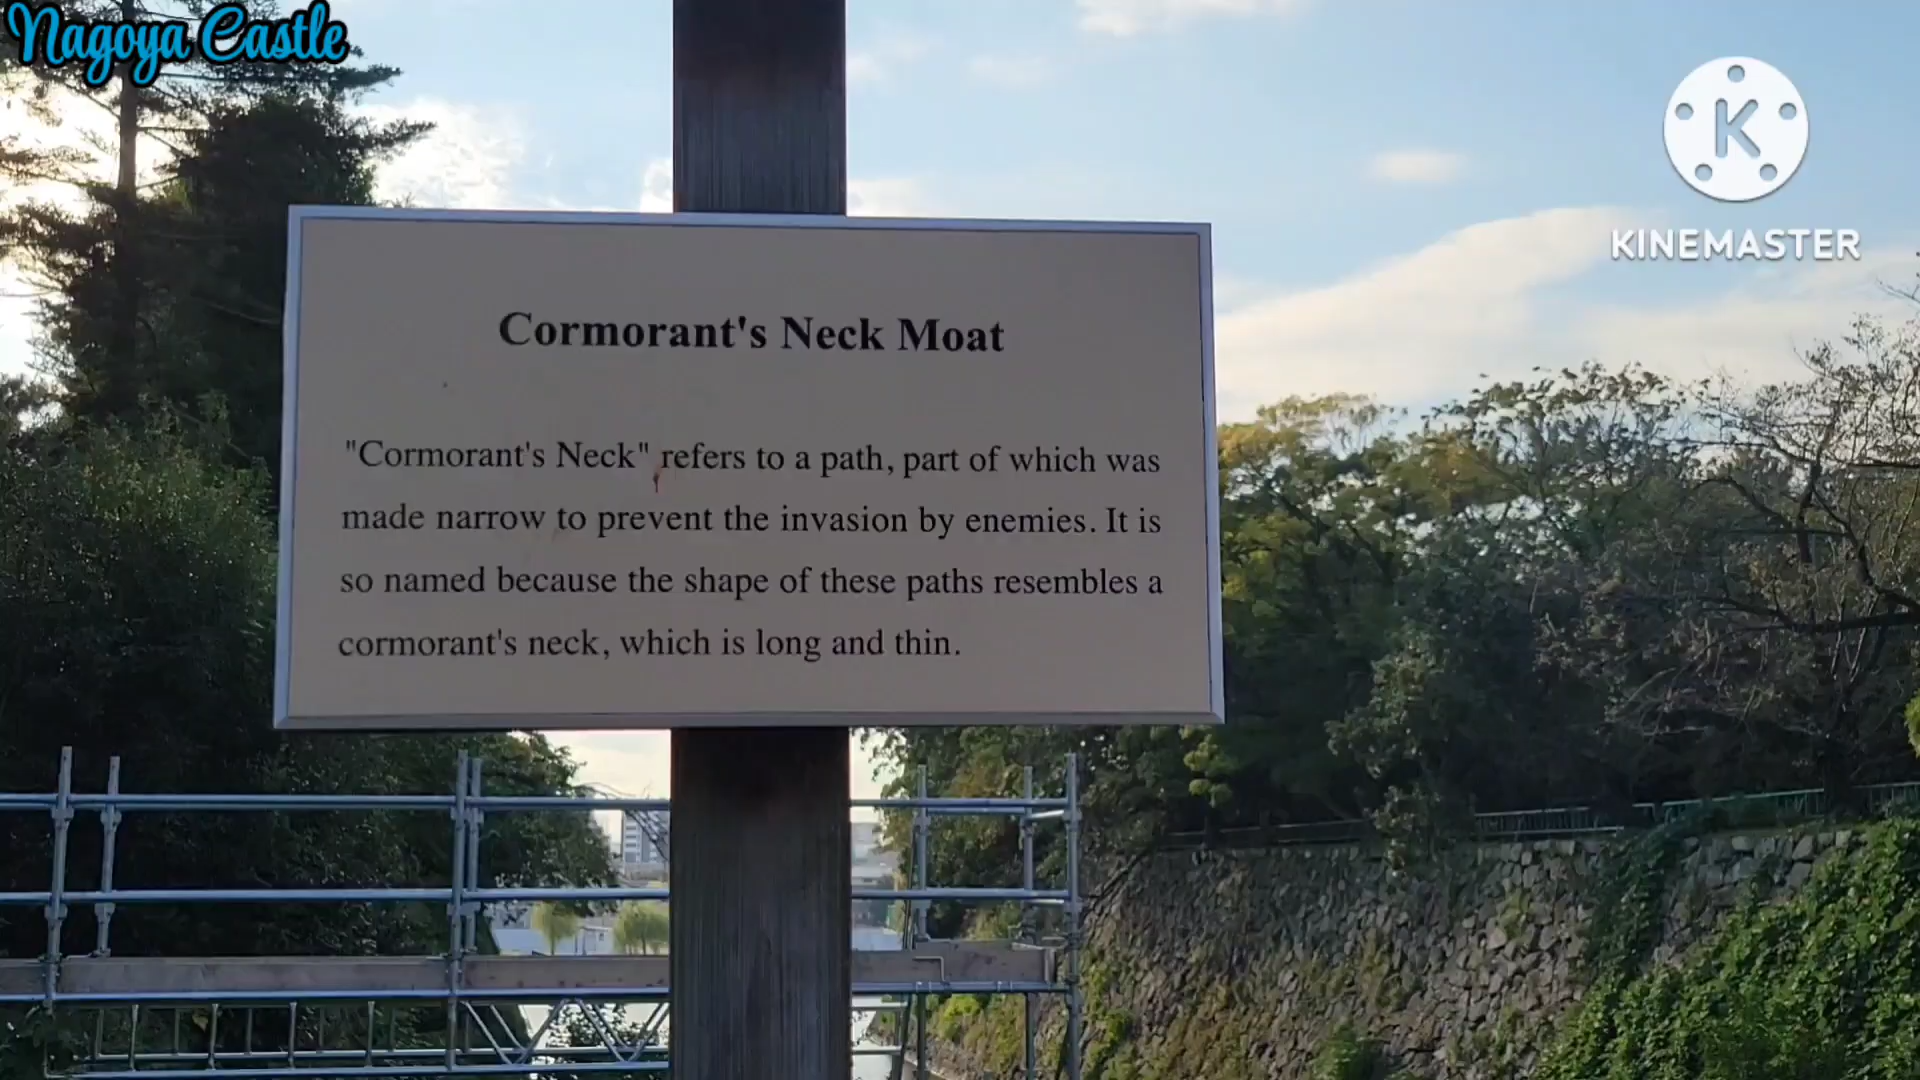 Nagoya Castle
K
KINEMASTER
Cormorant's Neck Moat
"Cormorant's Neck" refers to a path, part of which was
made narrow to prevent the invasion by enemies. It is
so named because the shape of these paths resembles a
cormorant's neck, which is long and thin.